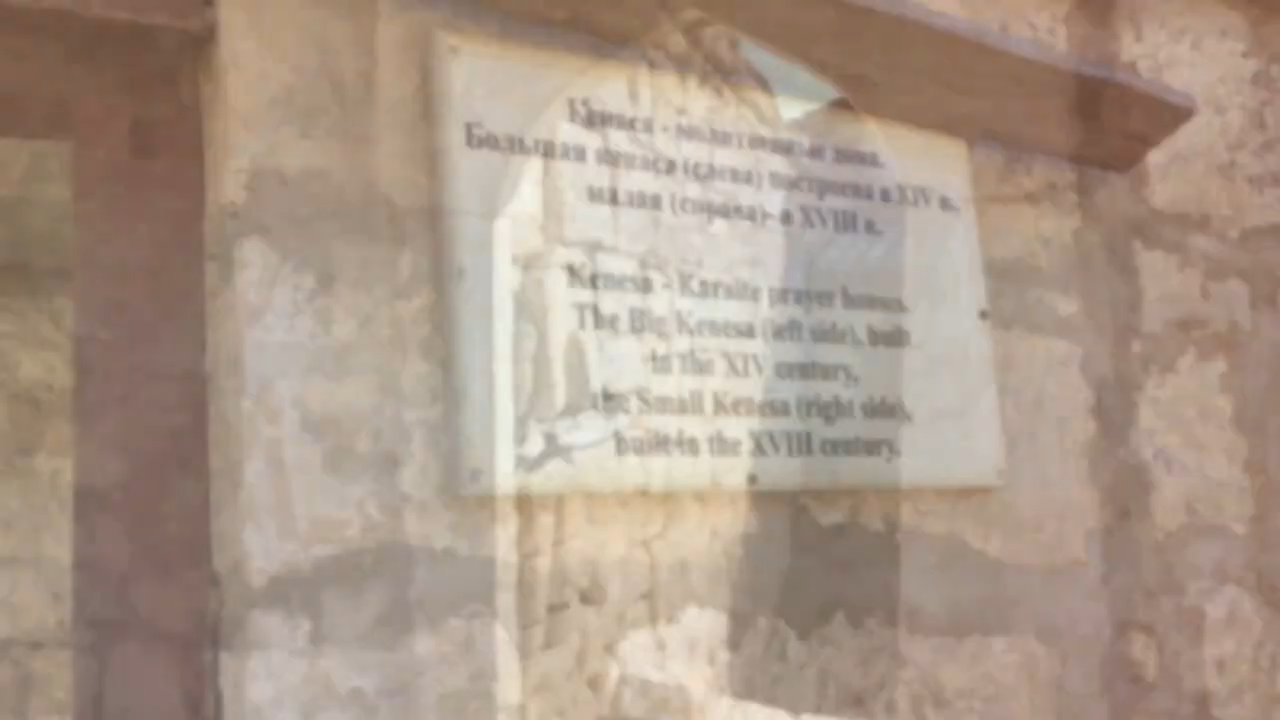 Кенаса - молитвенные дома.
Большая кенаса (слева) построена в XIV в.,
малая (справа)- в XVIII в.
Kenesa - Karaite prayer houses.
The Big Kenesa (left side), built
in the XIV century,
the Small Kenesa (right side),
built in the XVIII century.